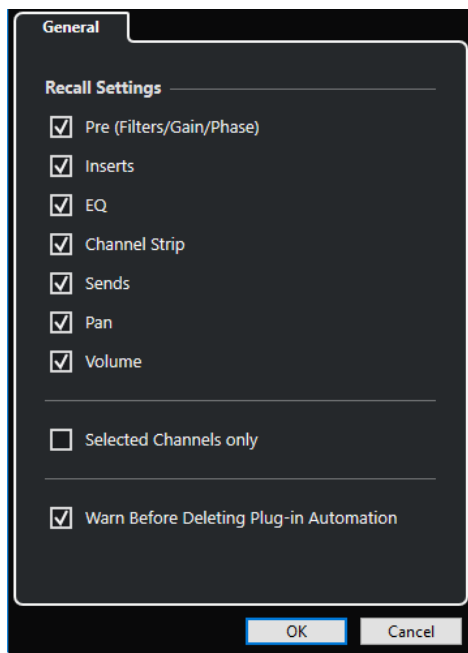 General
Recall Settings
Pre (Filters/Gain/Phase)
Inserts
EQ
Channel Strip
Sends
Pan
Volume
Selected Channels only
Warn Before Deleting Plug-in Automation
OK Cancel